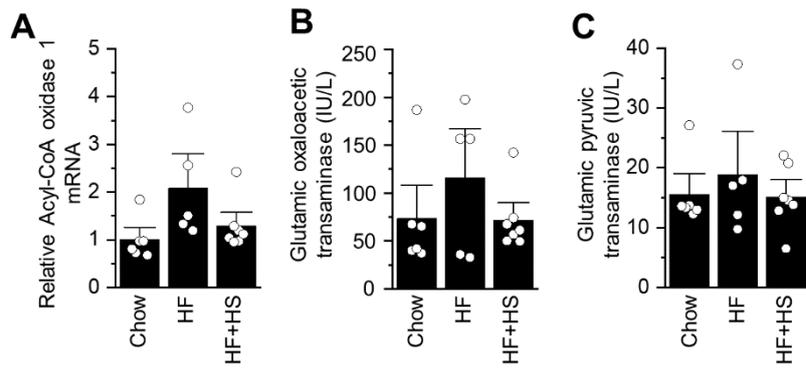 A
Relative Acyl-CoA oxidase 1
mRNA
5
4
3
2
1
0
Chow
HF
HF+HS
B
Glutamic oxaloacetic
transaminase (IU/L)
250
200
150
100
50
0
Chow
HF
HF+HS
C
Glutamic pyruvic
transaminase (IU/L)
40
30
20
10
0
Chow
HF
HF+HS